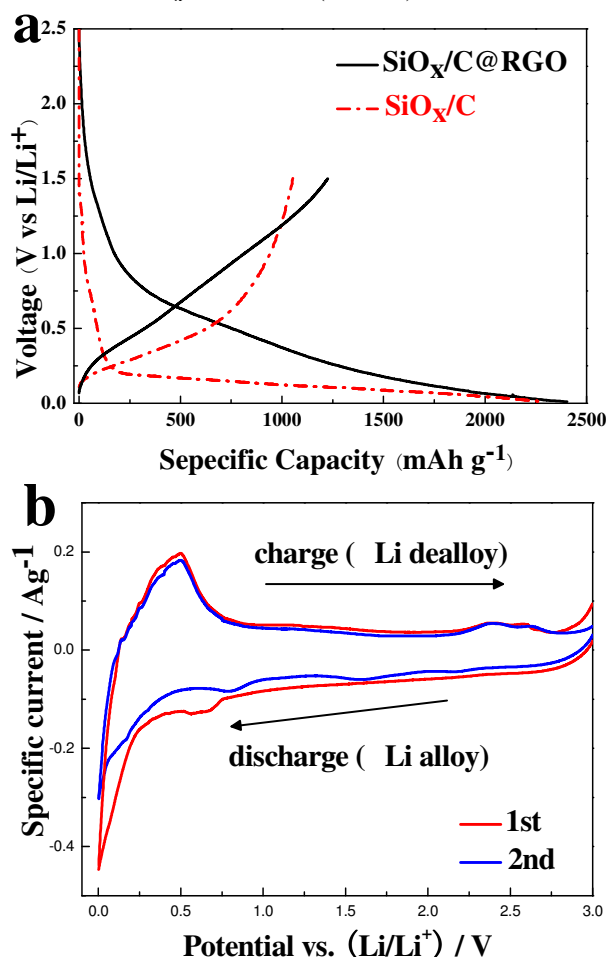 a
2.5
2.0
1.5
1.0
0.5
0.0
Voltage (V vs Li/Li+)
SiOx/C@RGO
SiOx/C
0 500 1000 1500 2000 2500
Sepecific Capacity (mAh g-1)
b
0.2
0.0
-0.2
-0.4
Specific current / Ag-1
charge ( Li dealloy)
discharge ( Li alloy)
1st
2nd
0.0 0.5 1.0 1.5 2.0 2.5 3.0
Potential vs. (Li/Li+) / V